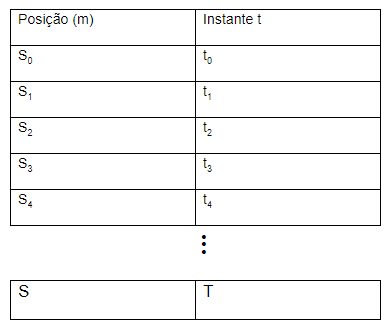 Posição (m) Instante t
S₀ t₀
S₁ t₁
S₂ t₂
S₃ t₃
S₄ t₄
⋮
S T